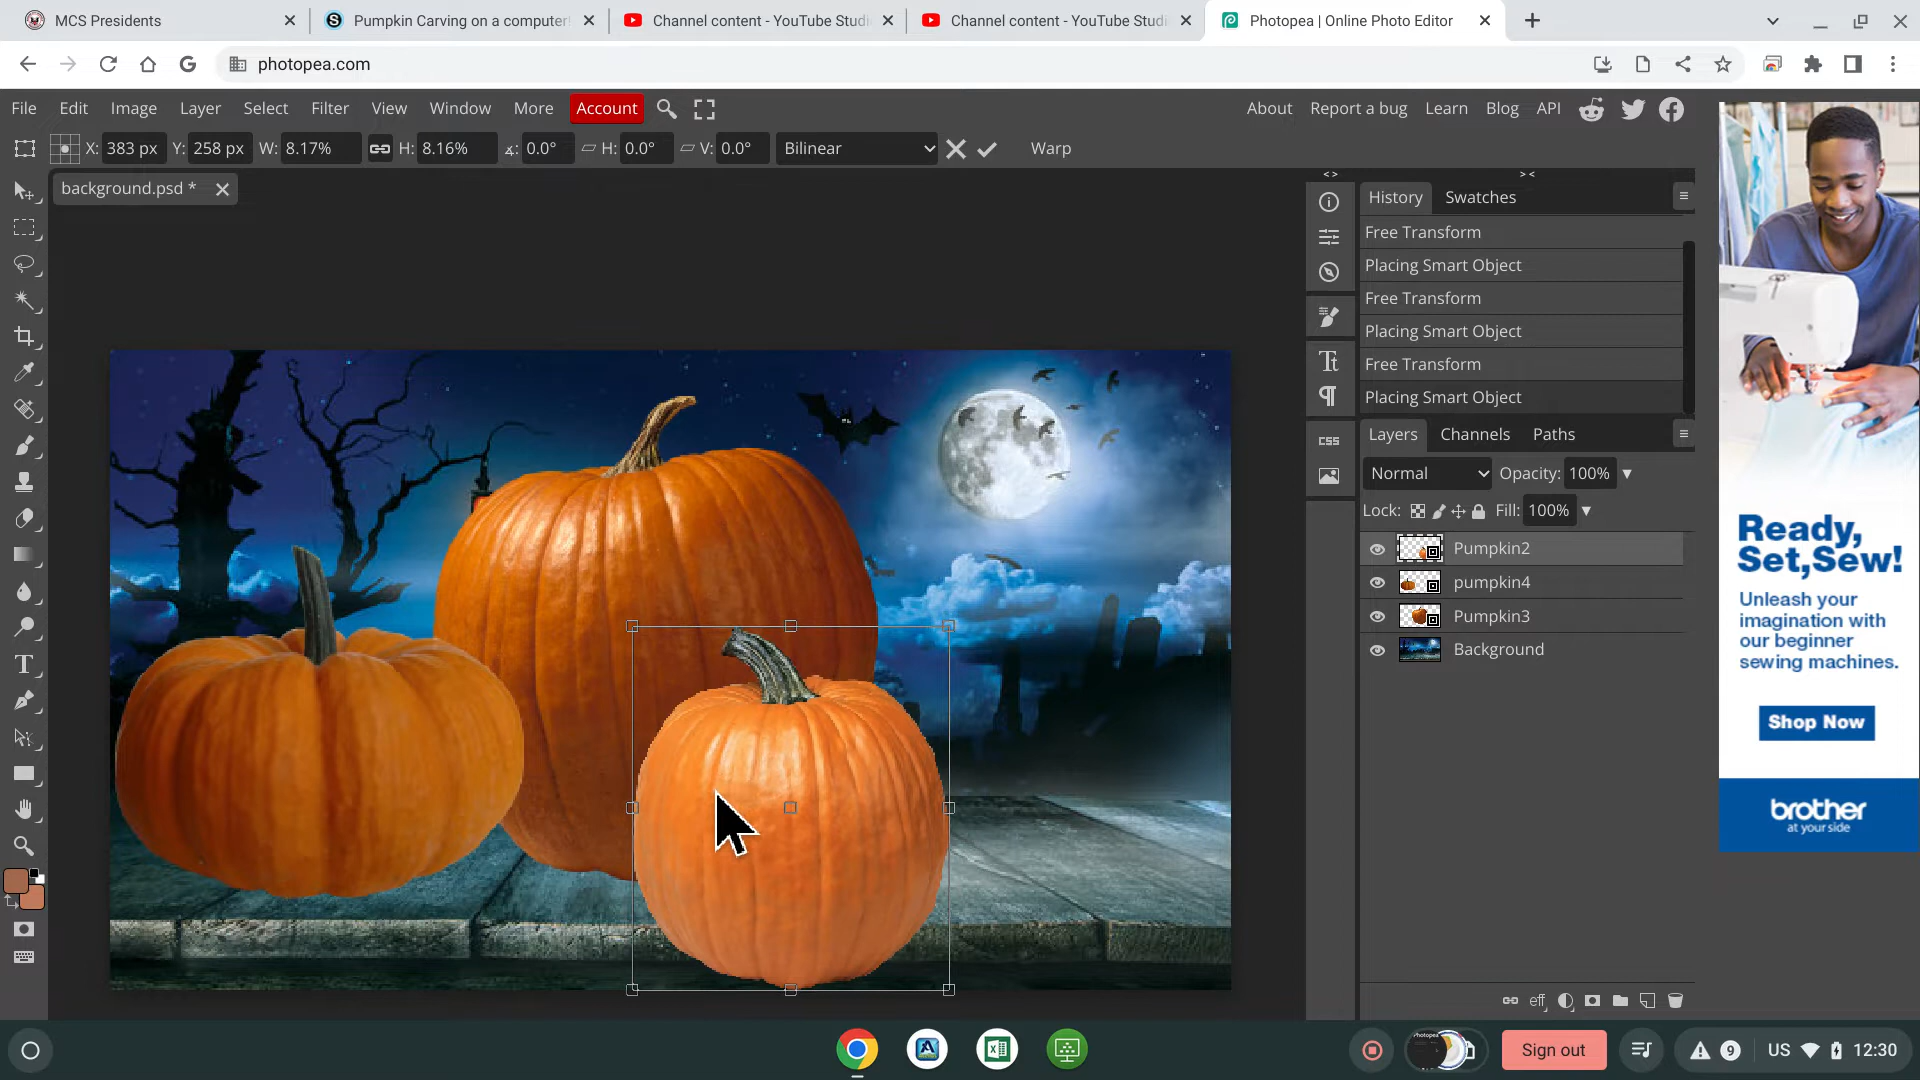 MCS Presidents
Pumpkin Carving on a computer!
Channel content - YouTube Studi
Channel content - YouTube Studi
Photopea | Online Photo Editor
photopea.com
File Edit Image Layer Select Filter View Window More Account
About Report a bug Learn Blog API
X: 383 px Y: 258 px W: 8.17% H: 8.16% 0.0° H: 0.0° V: 0.0° Bilinear Warp
background.psd *
History Swatches
Free Transform
Placing Smart Object
Free Transform
Placing Smart Object
Free Transform
Placing Smart Object
Layers Channels Paths
Normal Opacity: 100%
Lock: Fill: 100%
Pumpkin2
pumpkin4
Pumpkin3
Background
CSS
eff
Ready,
Set,Sew!
Unleash your
imagination with
our beginner
sewing machines.
Shop Now
brother
at your side
Sign out
9
US
12:30